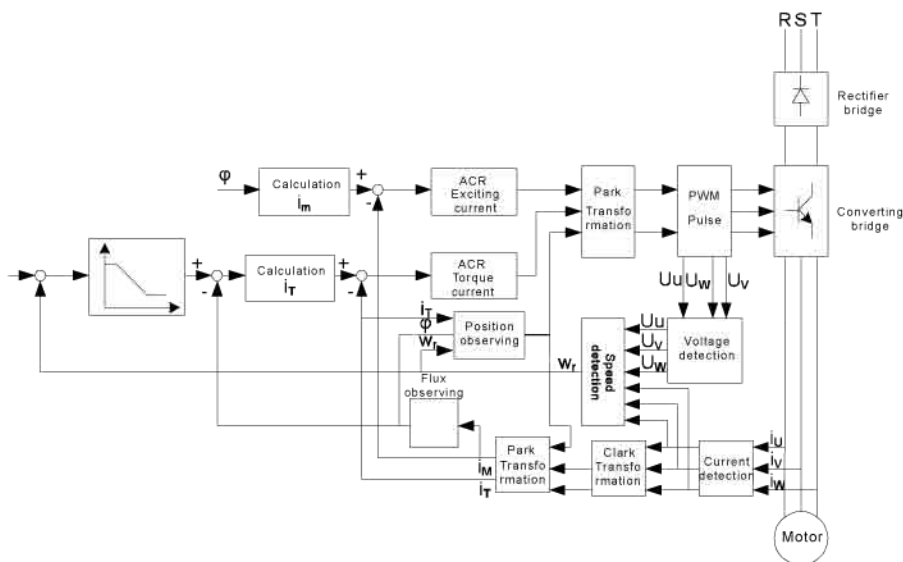 R S T
Rectifier
bridge
φ
Calculation
im
+
-
ACR
Exciting
current
Park
Transfo
rmation
PWM
Pulse
Converting
bridge
+
-
Calculation
iT
+
-
ACR
Torque
current
Uu
Uw
Uv
iT
φ
wr
Position
observing
Speed
detection
Uu
Uv
Uw
Voltage
detection
wr
Flux
observing
iM
iT
Park
Transfo
rmation
Clark
Transfo
rmation
Current
detection
iU
iV
iW
Motor